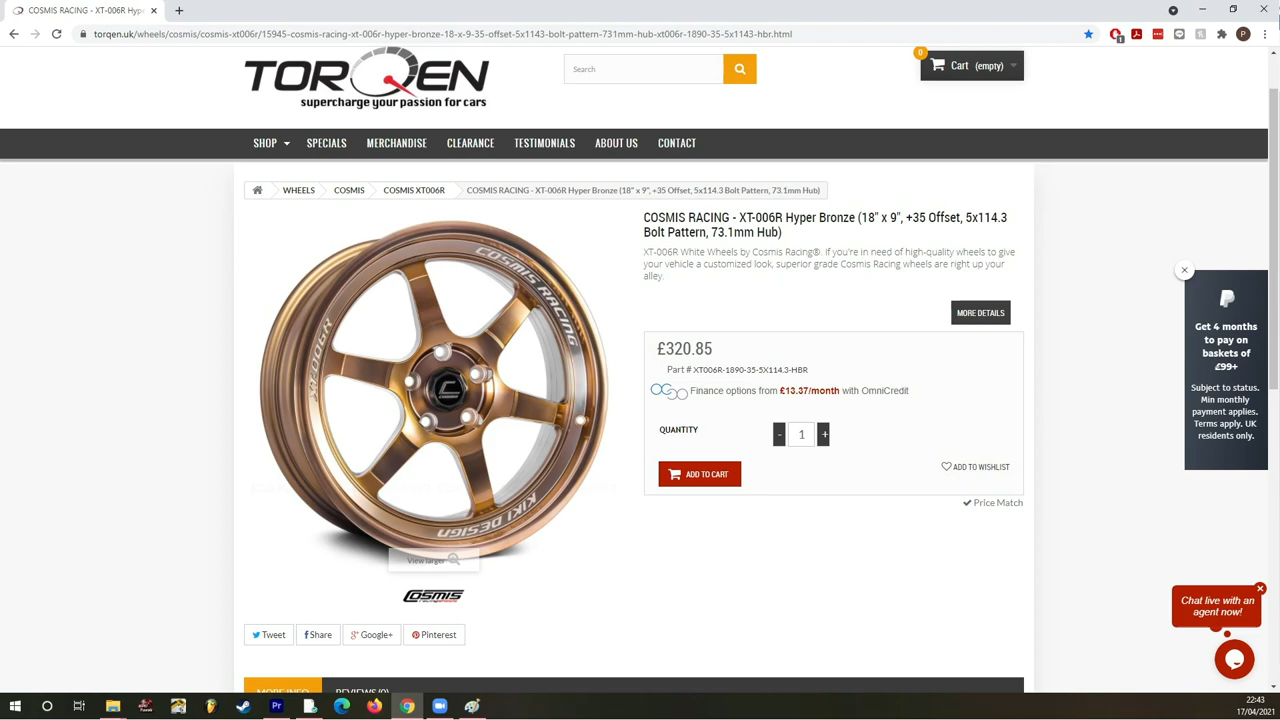 COSMIS RACING - XT-006R Hype
torqen.uk/wheels/cosmis/cosmis-xt006r/15945-cosmis-racing-xt-006r-hyper-bronze-18-x-9-35-offset-5x1143-bolt-pattern-731mm-hub-xt006r-1890-35-5x1143-hbr.html
1
P
TORQEN
supercharge your passion for cars
Search
0
Cart (empty)
SHOP
SPECIALS
MERCHANDISE
CLEARANCE
TESTIMONIALS
ABOUT US
CONTACT
WHEELS
COSMIS
COSMIS XT006R
COSMIS RACING - XT-006R Hyper Bronze (18" x 9", +35 Offset, 5x114.3 Bolt Pattern, 73.1mm Hub)
COSMIS RACING - XT-006R Hyper Bronze (18" x 9", +35 Offset, 5x114.3
Bolt Pattern, 73.1mm Hub)
XT-006R White Wheels by Cosmis Racing®. If you're in need of high-quality wheels to give
your vehicle a customized look, superior grade Cosmis Racing wheels are right up your
alley.
MORE DETAILS
£320.85
Part # XT006R-1890-35-5X114.3-HBR
Finance options from £13.37/month with OmniCredit
QUANTITY
- 1 +
ADD TO CART
ADD TO WISHLIST
Price Match
COSMIS RACING
XT-006R
KIKI DESIGN
View larger
COSMIS
Tweet
Share
Google+
Pinterest
MORE INFO
REVIEWS (0)
Get 4 months
to pay on
baskets of
£99+
Subject to status.
Min monthly
payment applies.
Terms apply. UK
residents only.
Chat live with an
agent now!
Pr
22:43
17/04/2021